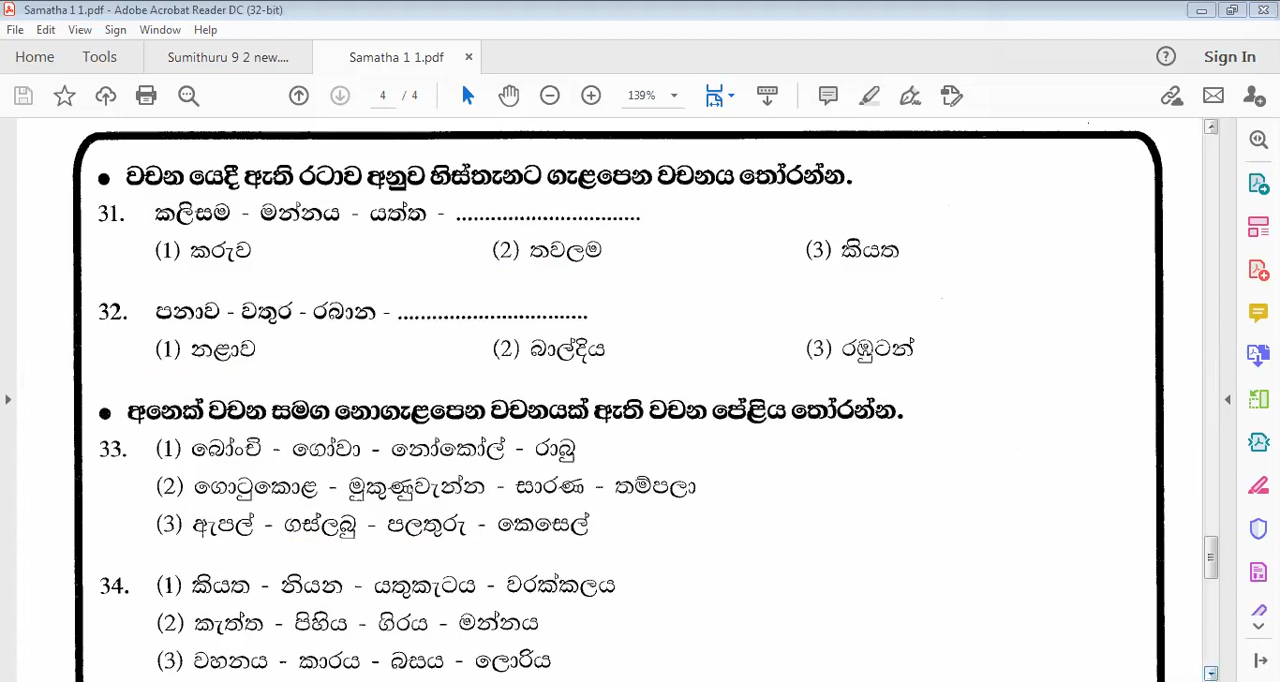 Samatha 1 1.pdf - Adobe Acrobat Reader DC (32-bit)
File Edit View Sign Window Help
Home Tools Sumithuru 9 2 new.... Samatha 1 1.pdf × Sign In
4 / 4 139%
• වචන යෙදී ඇති රටාව අනුව හිස්තැනට ගැළපෙන වචනය තෝරන්න.
31. කලිසම - මන්නය - යත්ත - ................................
(1) කරුව (2) තවලම (3) කියත
32. පනාව - වතුර - රබාන - .................................
(1) නළාව (2) බාල්දිය (3) රඹුටන්
• අනෙක් වචන සමග නොගැළපෙන වචනයක් ඇති වචන පේළිය තෝරන්න.
33. (1) බෝංචි - ගෝවා - නෝකෝල් - රාබු
(2) ගොටුකොළ - මුකුණුවැන්න - සාරණ - තම්පලා
(3) ඇපල් - ගස්ලබු - පලතුරු - කෙසෙල්
34. (1) කියත - නියන - යතුකැටය - වරක්කලය
(2) කැත්ත - පිහිය - ගිරය - මන්නය
(3) වහනය - කාරය - බසය - ලොරිය